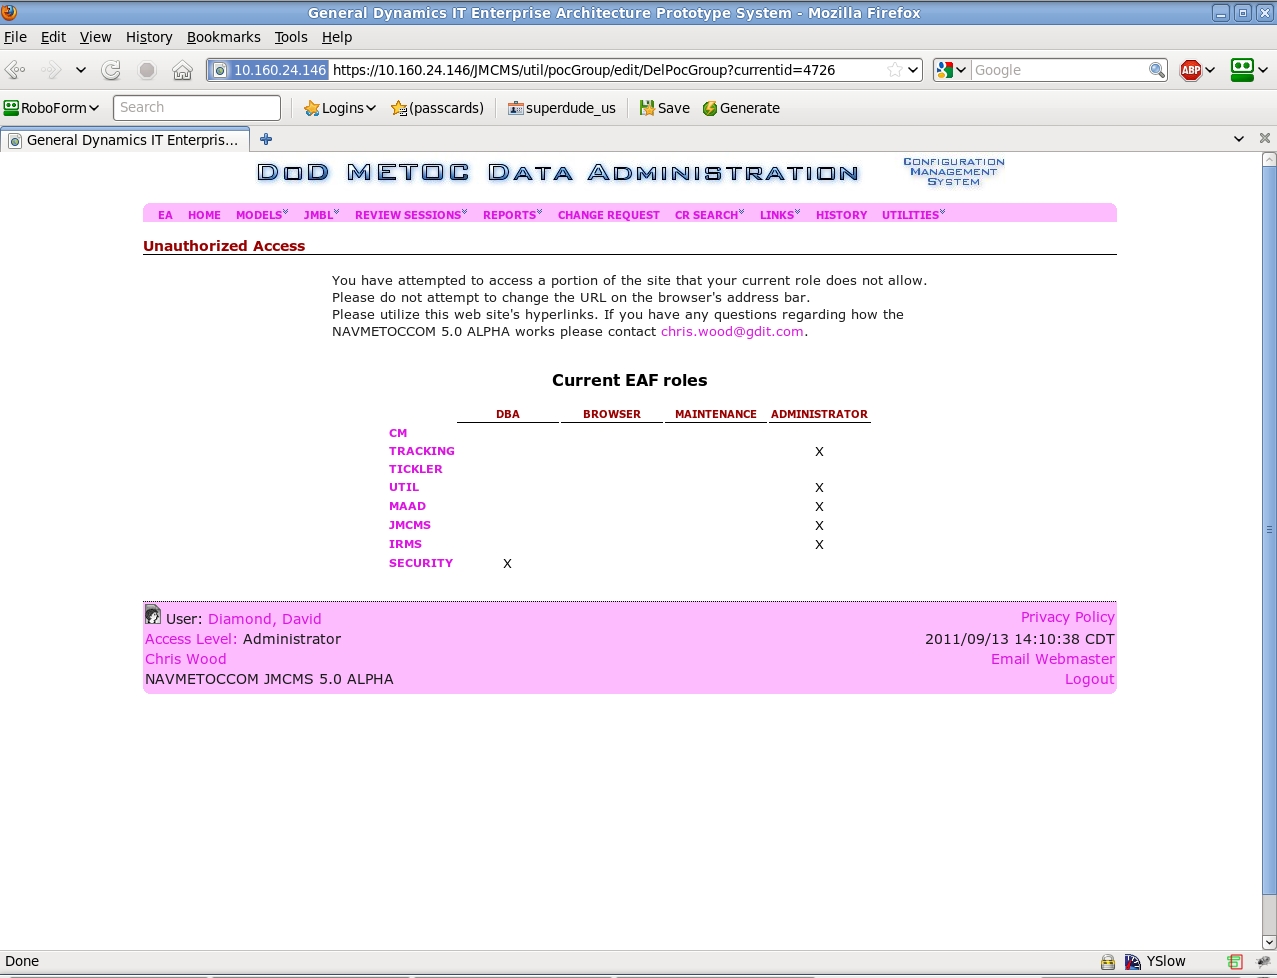 General Dynamics IT Enterprise Architecture Prototype System - Mozilla Firefox
File Edit View History Bookmarks Tools Help
10.160.24.146 https://10.160.24.146/JMCMS/util/pocGroup/edit/DelPocGroup?currentid=4726 Google ABP
RoboForm Search Logins (passcards) superdude_us Save Generate
General Dynamics IT Enterpris...
DoD METOC Data Administration
Configuration
Management
System
EA HOME MODELS JMBL REVIEW SESSIONS REPORTS CHANGE REQUEST CR SEARCH LINKS HISTORY UTILITIES
Unauthorized Access
You have attempted to access a portion of the site that your current role does not allow.
Please do not attempt to change the URL on the browser's address bar.
Please utilize this web site's hyperlinks. If you have any questions regarding how the
NAVMETOCCOM 5.0 ALPHA works please contact chris.wood@gdit.com.
Current EAF roles
DBA BROWSER MAINTENANCE ADMINISTRATOR
CM
TRACKING X
TICKLER
UTIL X
MAAD X
JMCMS X
IRMS X
SECURITY X
User: Diamond, David Privacy Policy
Access Level: Administrator 2011/09/13 14:10:38 CDT
Chris Wood Email Webmaster
NAVMETOCCOM JMCMS 5.0 ALPHA Logout
Done YSlow